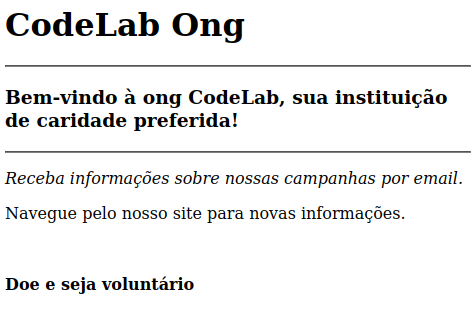 CodeLab Ong
Bem-vindo à ong CodeLab, sua instituição
de caridade preferida!
Receba informações sobre nossas campanhas por email.
Navegue pelo nosso site para novas informações.
Doe e seja voluntário